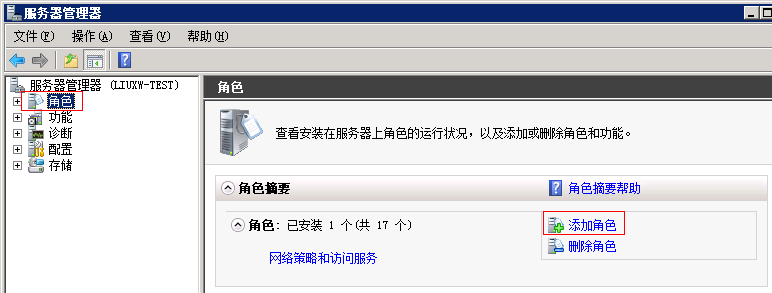 服务器管理器
文件(F) 操作(A) 查看(V) 帮助(H)
服务器管理器 (LIUXW-TEST)
角色
功能
诊断
配置
存储
角色
查看安装在服务器上角色的运行状况，以及添加或删除角色和功能。
角色摘要
角色摘要帮助
角色: 已安装 1 个(共 17 个)
网络策略和访问服务
添加角色
删除角色